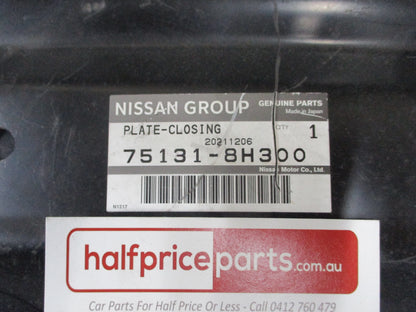 NISSAN GROUP GENUINE PARTS
Made in Japan
PLATE-CLOSING QTY 1
20211206
75131-8H300
Nissan Motor Co., Ltd.
N1317
halfpriceparts.com.au
Car Parts For Half Price Or Less - Call 0412 760 479